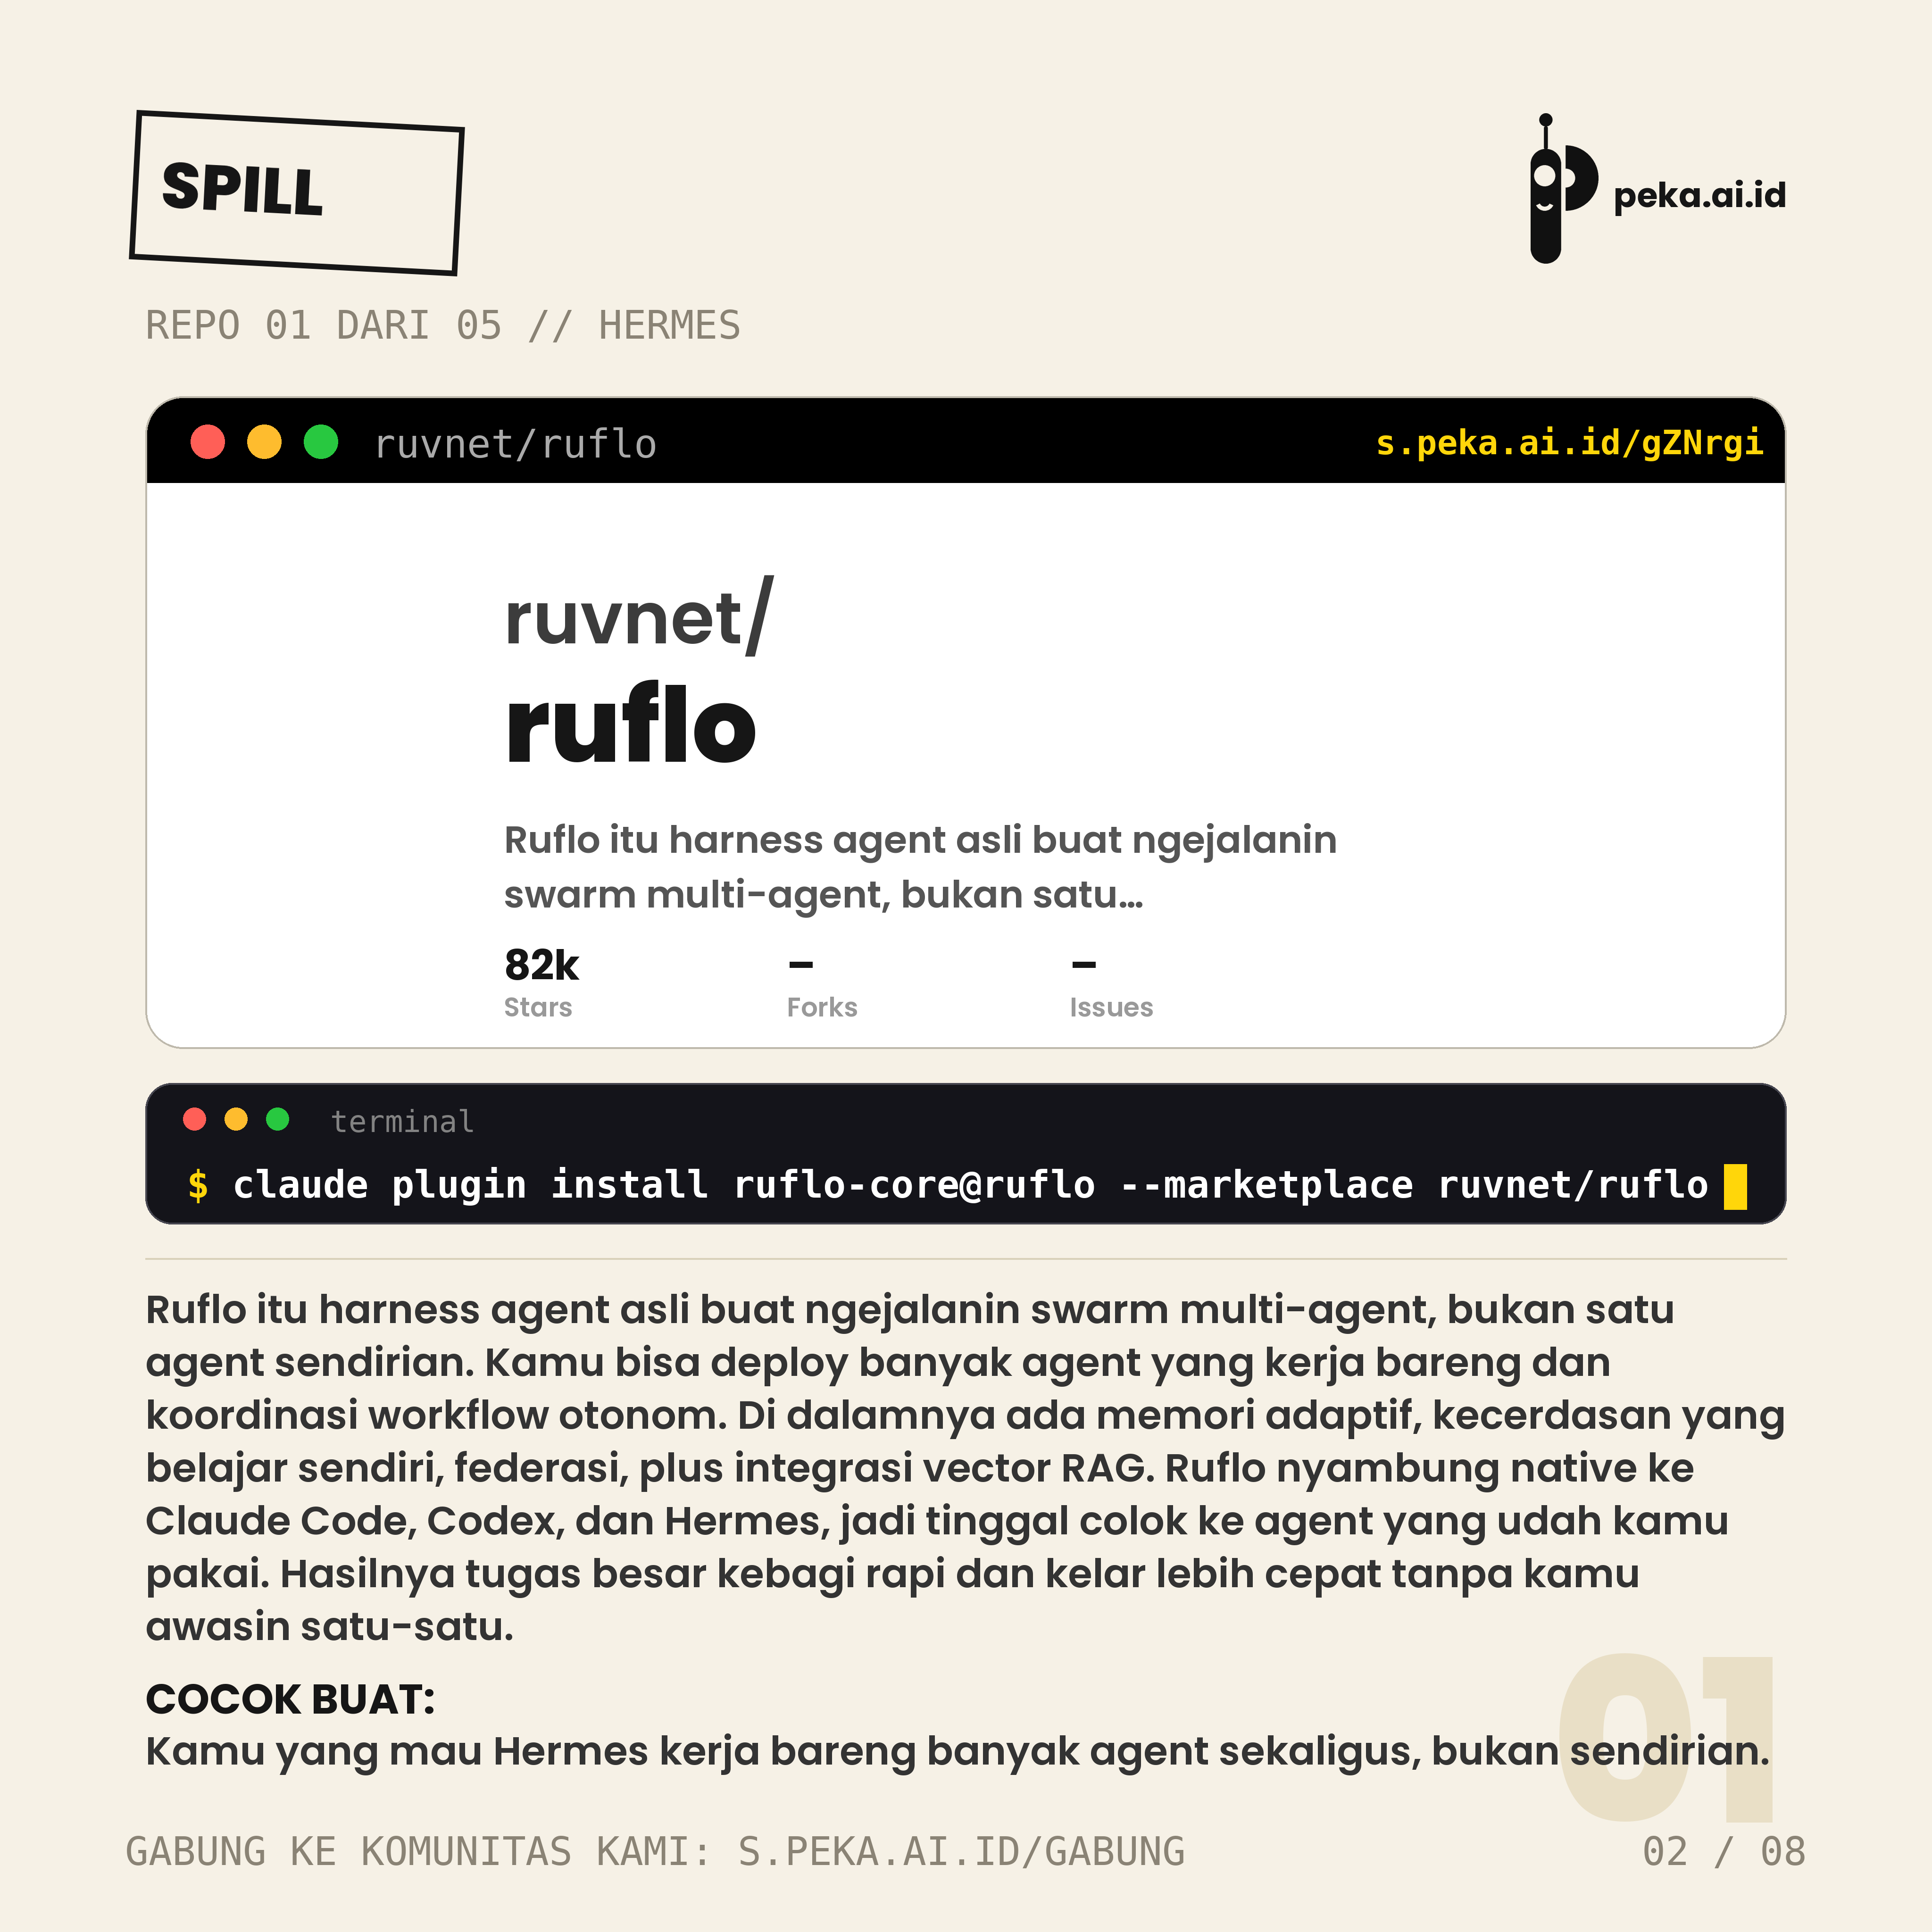 SPILL
peka.ai.id
REPO 01 DARI 05 // HERMES
ruvnet/ruflo
s.peka.ai.id/gZNrgi
ruvnet/
ruflo
Ruflo itu harness agent asli buat ngejalanin
swarm multi-agent, bukan satu...
82k – –
Stars Forks Issues
terminal
$ claude plugin install ruflo-core@ruflo --marketplace ruvnet/ruflo
Ruflo itu harness agent asli buat ngejalanin swarm multi-agent, bukan satu
agent sendirian. Kamu bisa deploy banyak agent yang kerja bareng dan
koordinasi workflow otonom. Di dalamnya ada memori adaptif, kecerdasan yang
belajar sendiri, federasi, plus integrasi vector RAG. Ruflo nyambung native ke
Claude Code, Codex, dan Hermes, jadi tinggal colok ke agent yang udah kamu
pakai. Hasilnya tugas besar kebagi rapi dan kelar lebih cepat tanpa kamu
awasin satu-satu.
COCOK BUAT:
Kamu yang mau Hermes kerja bareng banyak agent sekaligus, bukan sendirian.
01
GABUNG KE KOMUNITAS KAMI: S.PEKA.AI.ID/GABUNG
02 / 08